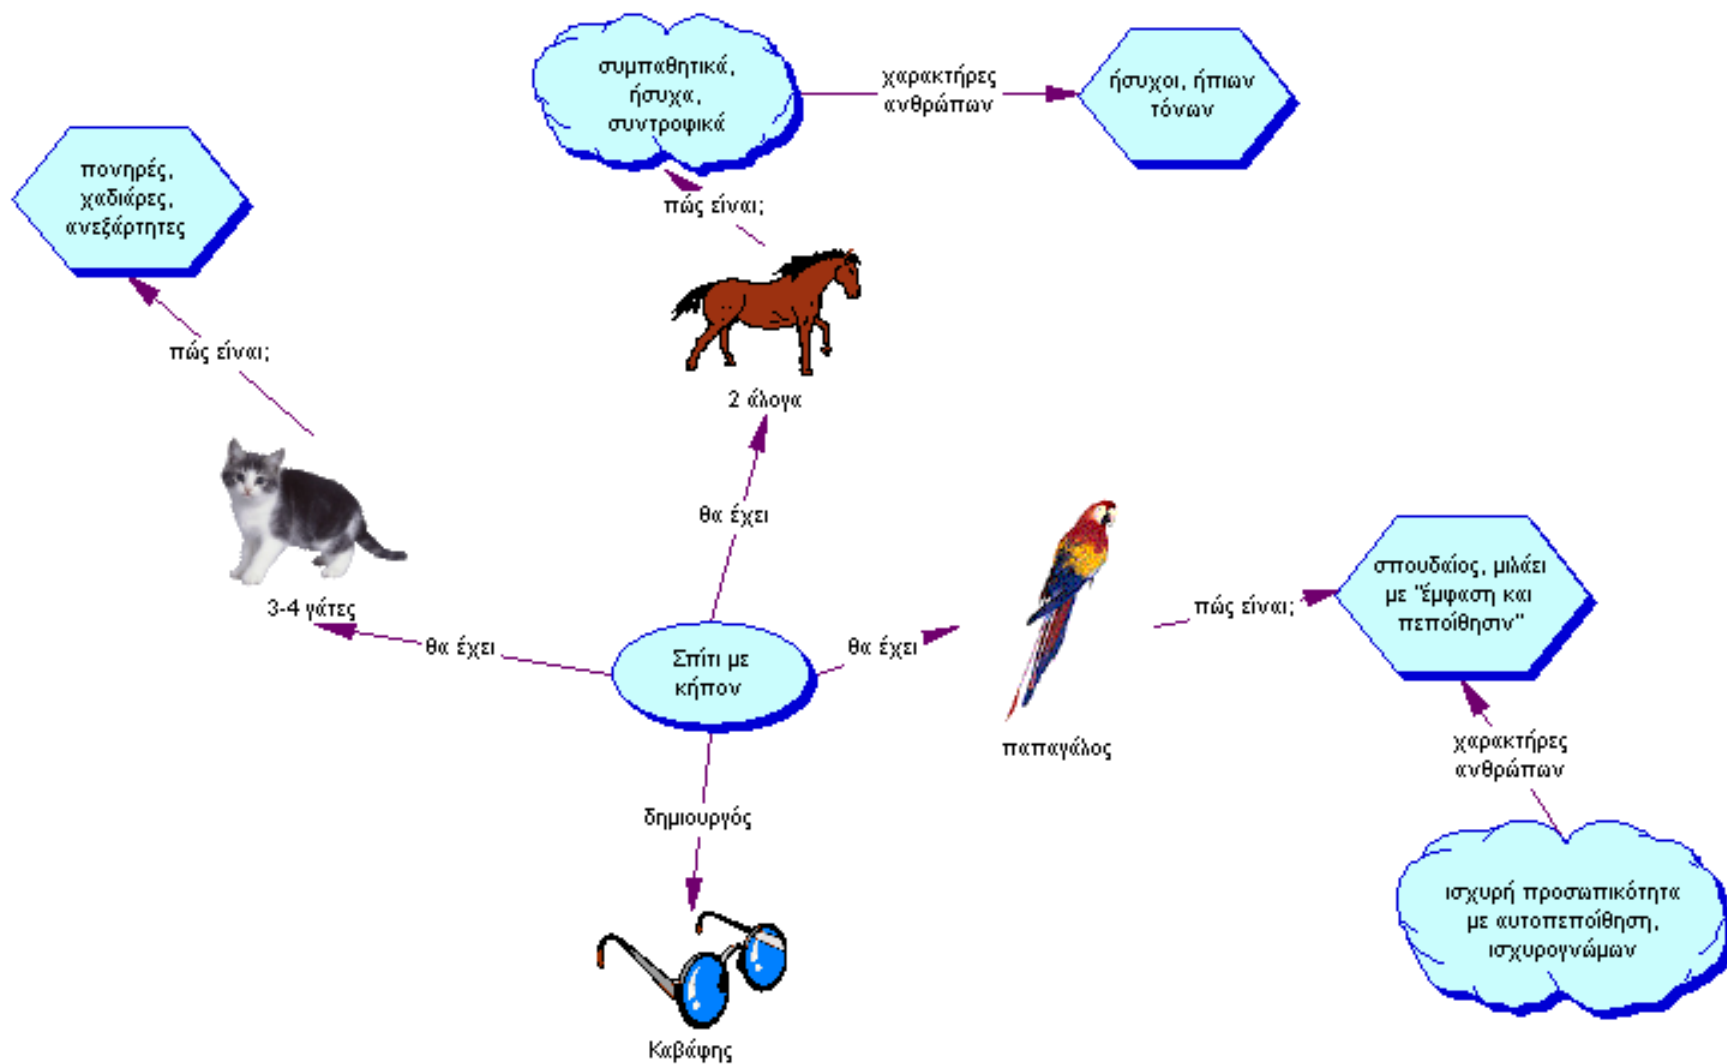 συμπαθητικά,
ήσυχα,
συντροφικά
χαρακτήρες
ανθρώπων
ήσυχοι, ήπιων
τόνων
πονηρές,
χαδιάρες,
ανεξάρτητες
πώς είναι;
πώς είναι;
2 άλογα
3-4 γάτες
θα έχει
θα έχει
Σπίτι με
κήπον
θα έχει
παπαγάλος
πώς είναι;
σπουδαίος, μιλάει
με "έμφαση και
πεποίθησιν"
χαρακτήρες
ανθρώπων
ισχυρή προσωπικότητα
με αυτοπεποίθηση,
ισχυρογνώμων
δημιουργός
Καβάφης